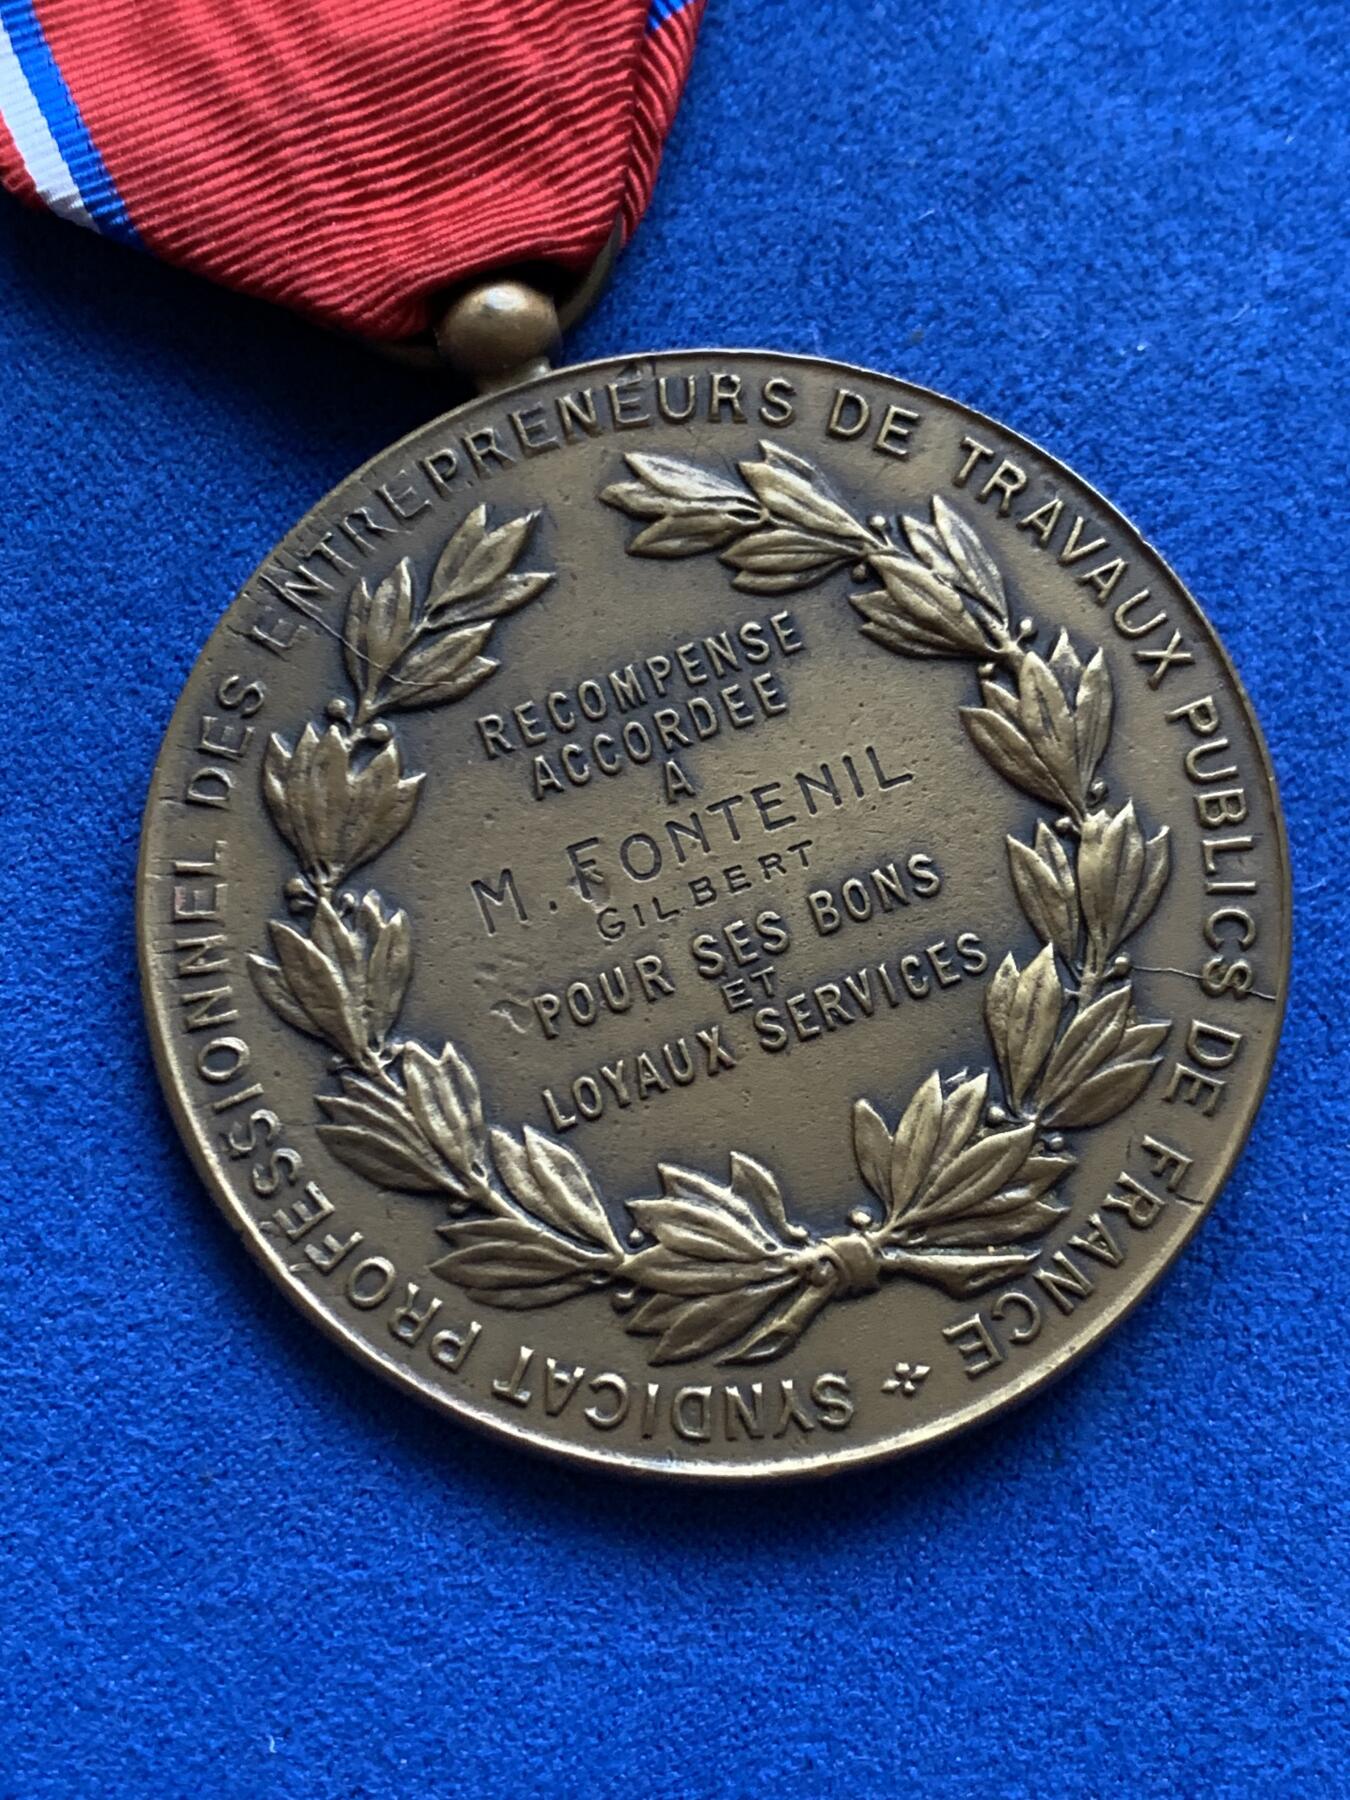 SYNDICAT PROFESSIONNEL DES ENTREPRENEURS DE TRAVAUX PUBLICS DE FRANCE
RECOMPENSE
ACCORDEE
A
M. FONTENIL
GILBERT
POUR SES BONS
ET
LOYAUX SERVICES